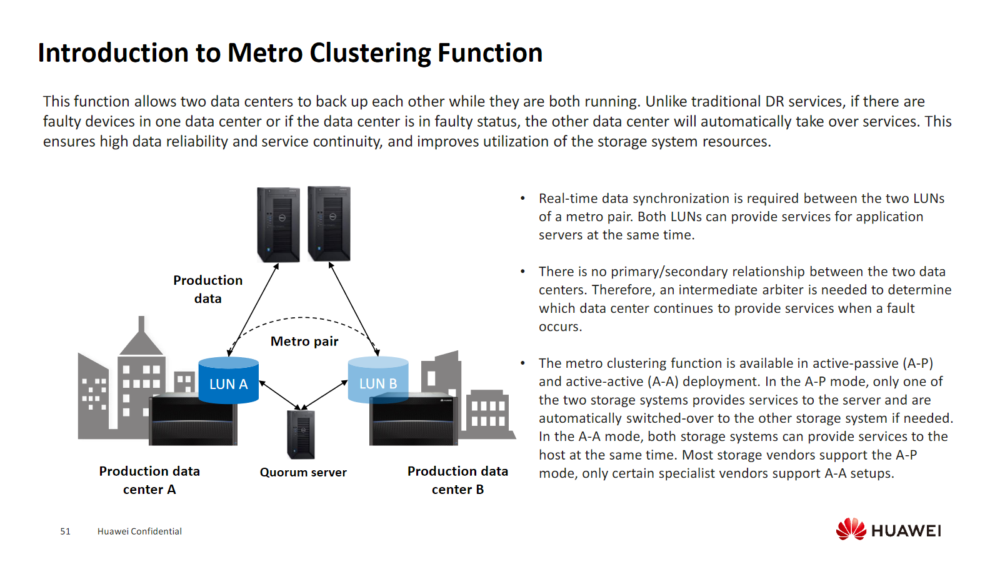 Introduction to Metro Clustering Function
This function allows two data centers to back up each other while they are both running. Unlike traditional DR services, if there are
faulty devices in one data center or if the data center is in faulty status, the other data center will automatically take over services. This
ensures high data reliability and service continuity, and improves utilization of the storage system resources.
Production
data
Metro pair
LUN A
LUN B
Production data
center A
Quorum server
Production data
center B
• Real-time data synchronization is required between the two LUNs
of a metro pair. Both LUNs can provide services for application
servers at the same time.
• There is no primary/secondary relationship between the two data
centers. Therefore, an intermediate arbiter is needed to determine
which data center continues to provide services when a fault
occurs.
• The metro clustering function is available in active-passive (A-P)
and active-active (A-A) deployment. In the A-P mode, only one of
the two storage systems provides services to the server and are
automatically switched-over to the other storage system if needed.
In the A-A mode, both storage systems can provide services to the
host at the same time. Most storage vendors support the A-P
mode, only certain specialist vendors support A-A setups.
51 Huawei Confidential
HUAWEI